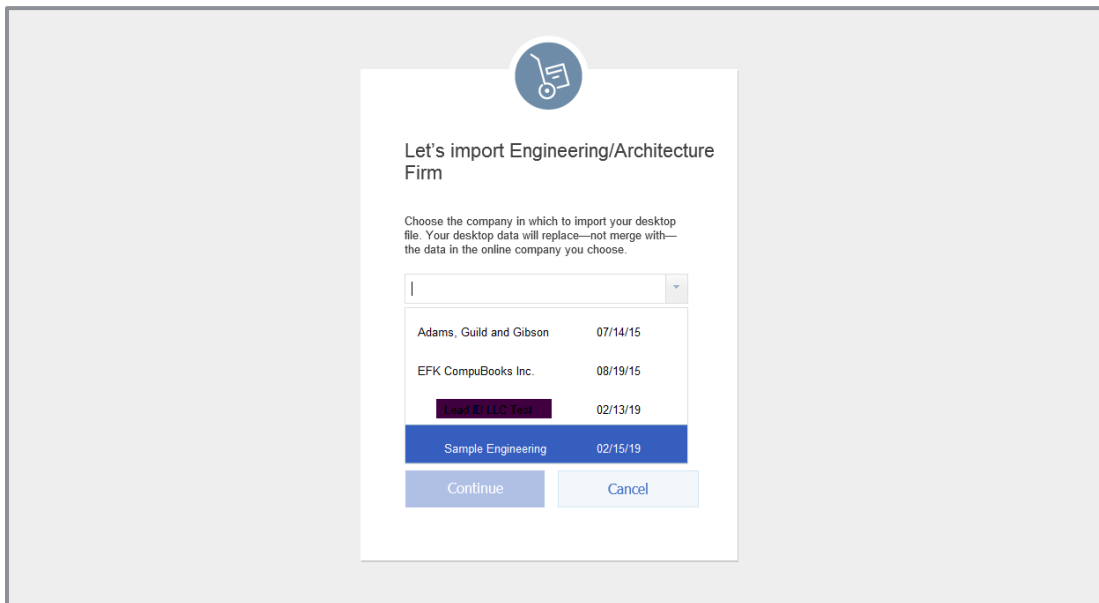 Let's import Engineering/Architecture
Firm
Choose the company in which to import your desktop
file. Your desktop data will replace—not merge with—
the data in the online company you choose.
Adams, Guild and Gibson 07/14/15
EFK CompuBooks Inc. 08/19/15
LLC Test 02/13/19
Sample Engineering 02/15/19
Continue Cancel